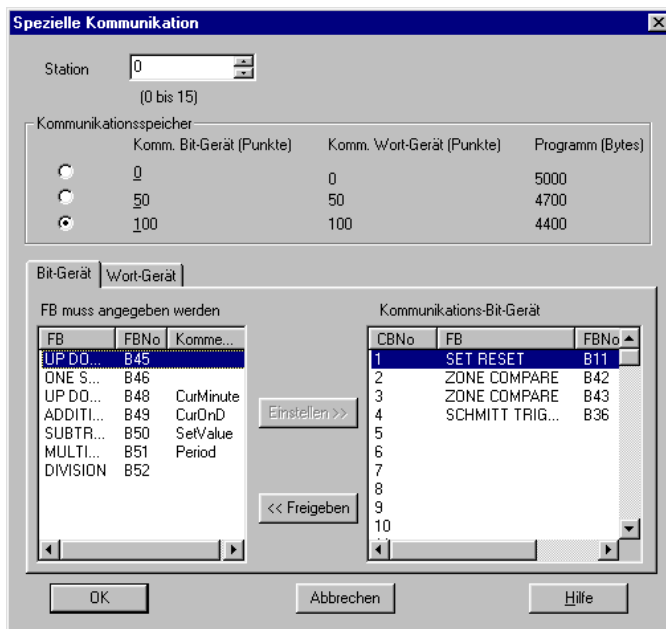 Spezielle Kommunikation
Station 0
(0 bis 15)
Kommunikationsspeicher
Komm. Bit-Gerät (Punkte) Komm. Wort-Gerät (Punkte) Programm (Bytes)
0 0 5000
50 50 4700
100 100 4400
Bit-Gerät Wort-Gerät
FB muss angegeben werden
FB FBNo Komme...
UP DO... B45
ONE S... B46
UP DO... B48 CurMinute
ADDITI... B49 CurOnD
SUBTR... B50 SetValue
MULTI... B51 Period
DIVISION B52
Einstellen >>
<< Freigeben
Kommunikations-Bit-Gerät
CBNo FB FBNo
1 SET RESET B11
2 ZONE COMPARE B42
3 ZONE COMPARE B43
4 SCHMITT TRIG... B36
5
6
7
8
9
10
OK Abbrechen Hilfe